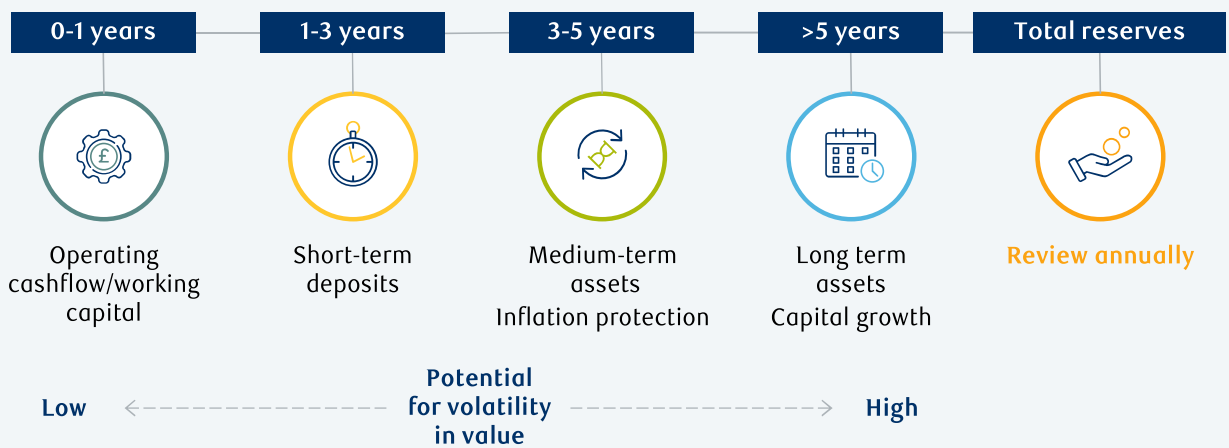 0-1 years
1-3 years
3-5 years
>5 years
Total reserves
£
Operating
cashflow/working
capital
Short-term
deposits
Medium-term
assets
Inflation protection
Long term
assets
Capital growth
Review annually
Low
Potential
for volatility
in value
High